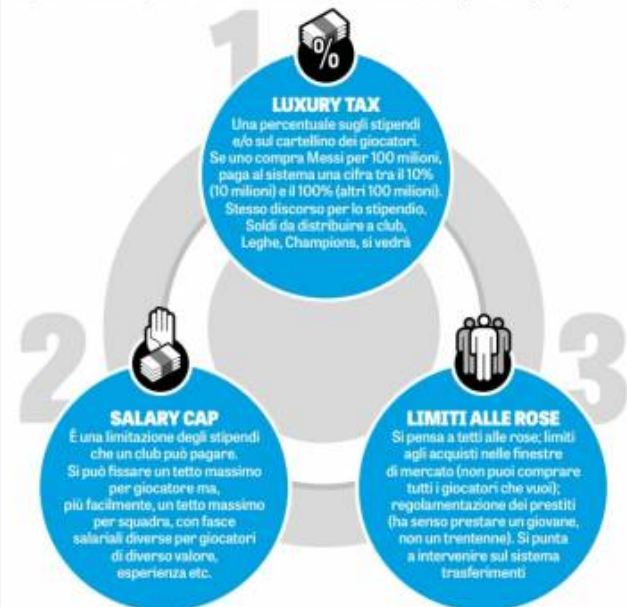 1
%
LUXURY TAX
Una percentuale sugli stipendi
e/o sul cartellino dei giocatori.
Se uno compra Messi per 100 milioni,
paga al sistema una cifra tra il 10%
(10 milioni) e il 100% (altri 100 milioni).
Stesso discorso per lo stipendio.
Soldi da distribuire a club,
Leghe, Champions, si vedrà
2
SALARY CAP
È una limitazione degli stipendi
che un club può pagare.
Si può fissare un tetto massimo
per giocatore ma,
più facilmente, un tetto massimo
per squadra, con fasce
salariali diverse per giocatori
di diverso valore,
esperienza etc.
3
LIMITI ALLE ROSE
Si pensa a tetti alle rose; limiti
agli acquisti nelle finestre
di mercato (non puoi comprare
tutti i giocatori che vuoi);
regolamentazione dei prestiti
(ha senso prestare un giovane,
non un trentenne). Si punta
a intervenire sul sistema
trasferimenti